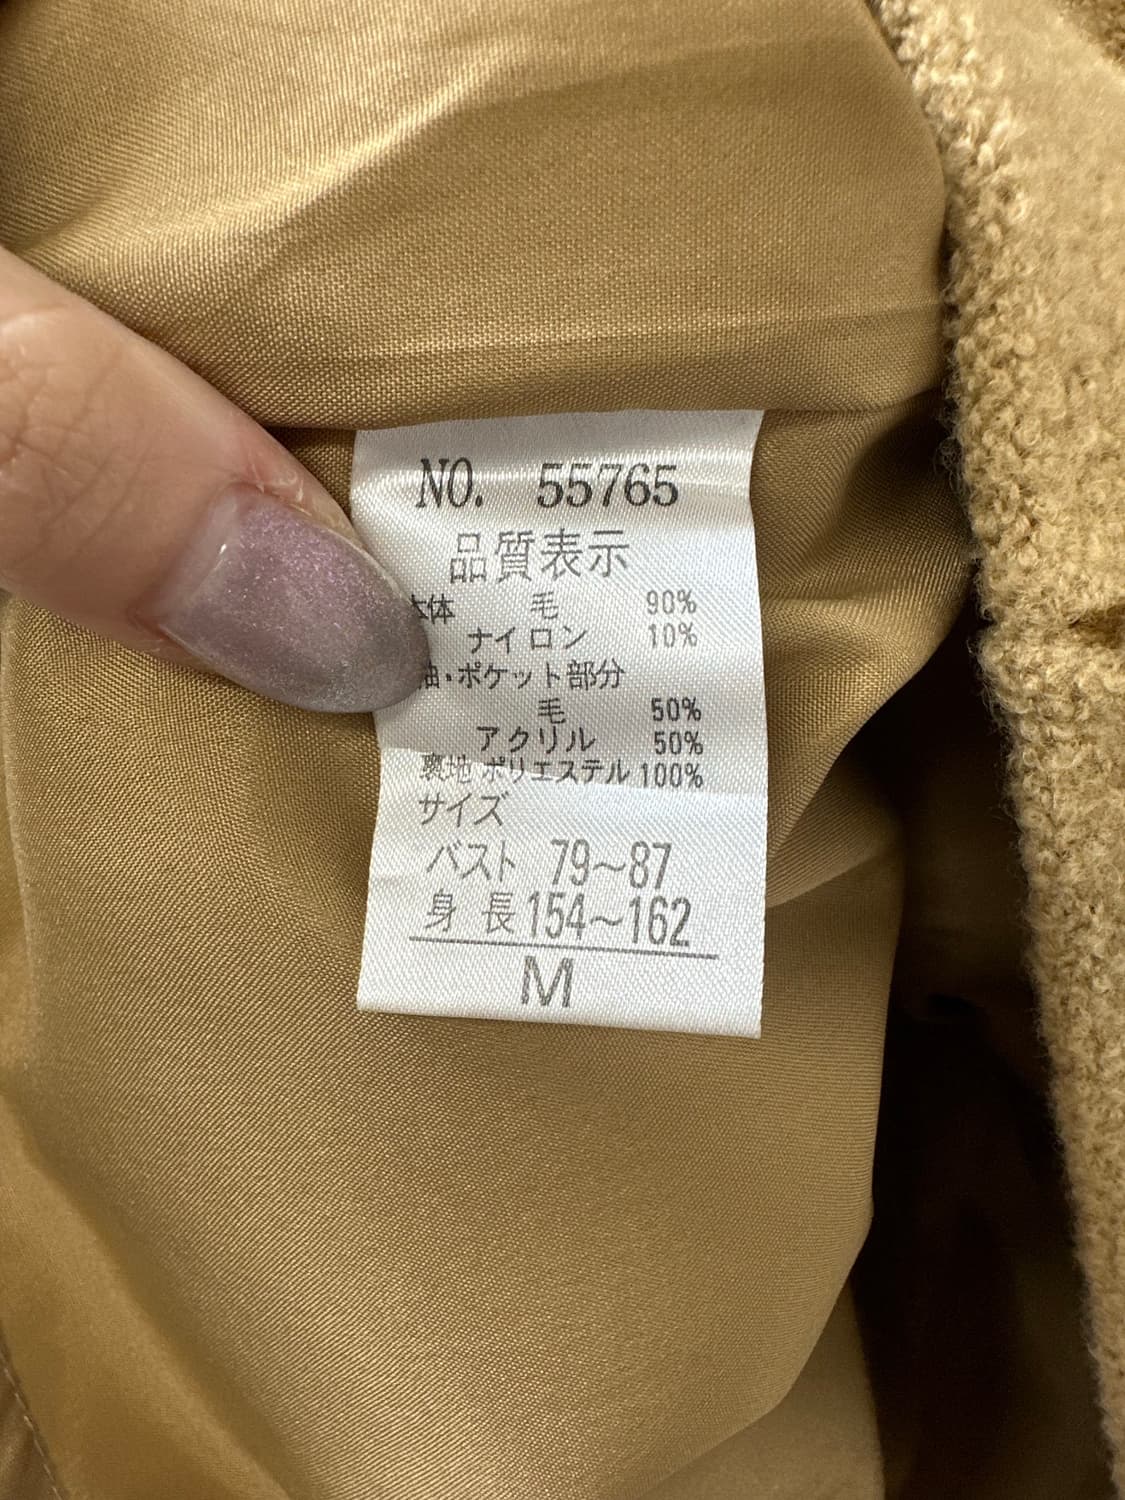 NO. 55765
品質表示
本体 毛 90%
ナイロン 10%
袖・ポケット部分
毛 50%
アクリル 50%
裏地 ポリエステル 100%
サイズ
バスト 79〜87
身長 154〜162
M